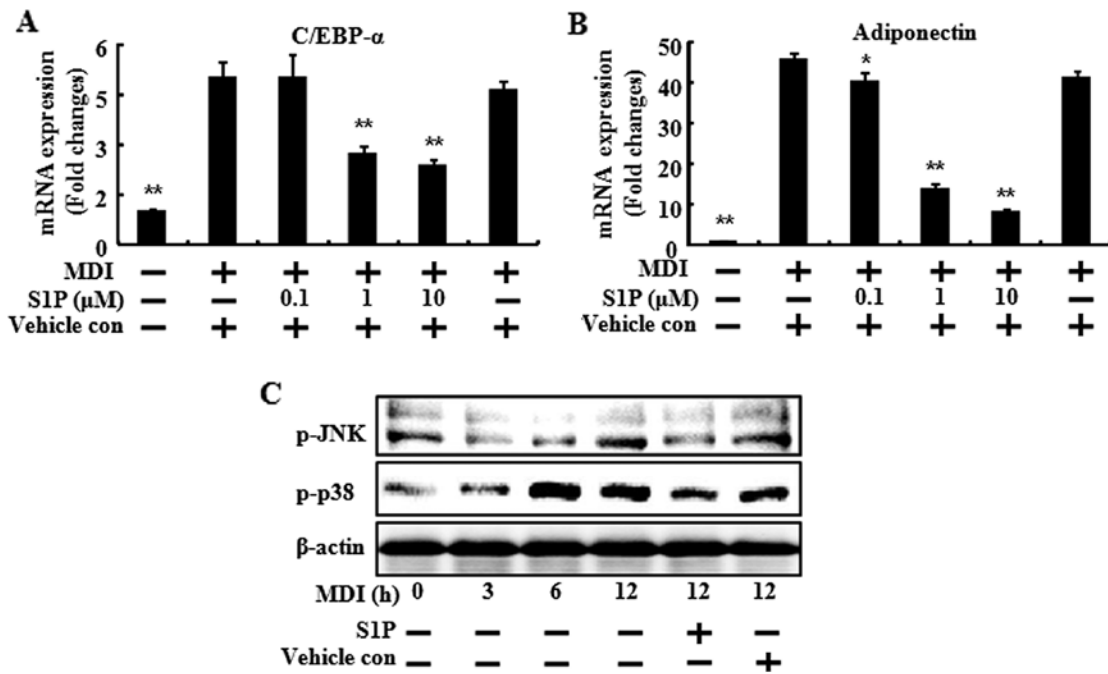 A
C/EBP-α
mRNA expression
(Fold changes)
6
5
3
2
0
**
**
**
MDI − + + + + +
S1P (μM) − − 0.1 1 10 −
Vehicle con − + + + + +
B
Adiponectin
mRNA expression
(Fold changes)
50
40
30
20
10
0
**
*
**
**
MDI − + + + + +
S1P (μM) − − 0.1 1 10 −
Vehicle con − + + + + +
C
p-JNK
p-p38
β-actin
MDI (h) 0 3 6 12 12 12
S1P − − − − + −
Vehicle con − − − − − +